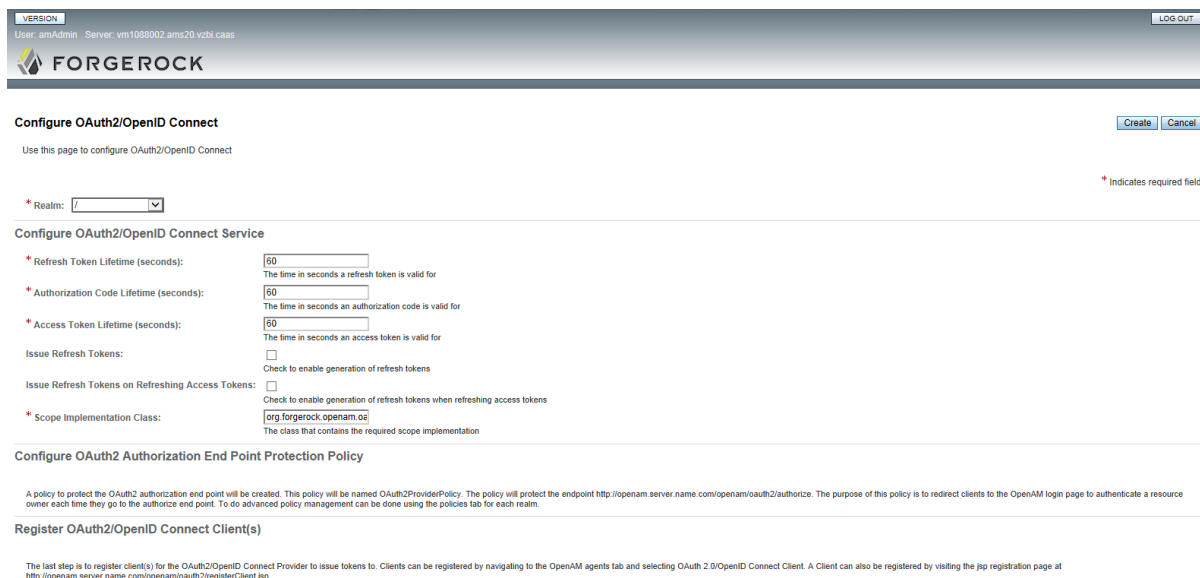 VERSION
LOG OUT
User: amAdmin Server: vm1088002.ams20.vzbi.caas
FORGEROCK
Configure OAuth2/OpenID Connect
Create Cancel
Use this page to configure OAuth2/OpenID Connect
* Indicates required field
* Realm: /
Configure OAuth2/OpenID Connect Service
* Refresh Token Lifetime (seconds): 60
The time in seconds a refresh token is valid for
* Authorization Code Lifetime (seconds): 60
The time in seconds an authorization code is valid for
* Access Token Lifetime (seconds): 60
The time in seconds an access token is valid for
Issue Refresh Tokens:
Check to enable generation of refresh tokens
Issue Refresh Tokens on Refreshing Access Tokens:
Check to enable generation of refresh tokens when refreshing access tokens
* Scope Implementation Class: org.forgerock.openam.oa
The class that contains the required scope implementation
Configure OAuth2 Authorization End Point Protection Policy
A policy to protect the OAuth2 authorization end point will be created. This policy will be named OAuth2ProviderPolicy. The policy will protect the endpoint http://openam.server.name.com/openam/oauth2/authorize. The purpose of this policy is to redirect clients to the OpenAM login page to authenticate a resource
owner each time they go to the authorize end point. To do advanced policy management can be done using the policies tab for each realm.
Register OAuth2/OpenID Connect Client(s)
The last step is to register client(s) for the OAuth2/OpenID Connect Provider to issue tokens to. Clients can be registered by navigating to the OpenAM agents tab and selecting OAuth 2.0/OpenID Connect Client. A Client can also be registered by visiting the jsp registration page at
http://openam.server.name.com/openam/oauth2/registerClient.jsp